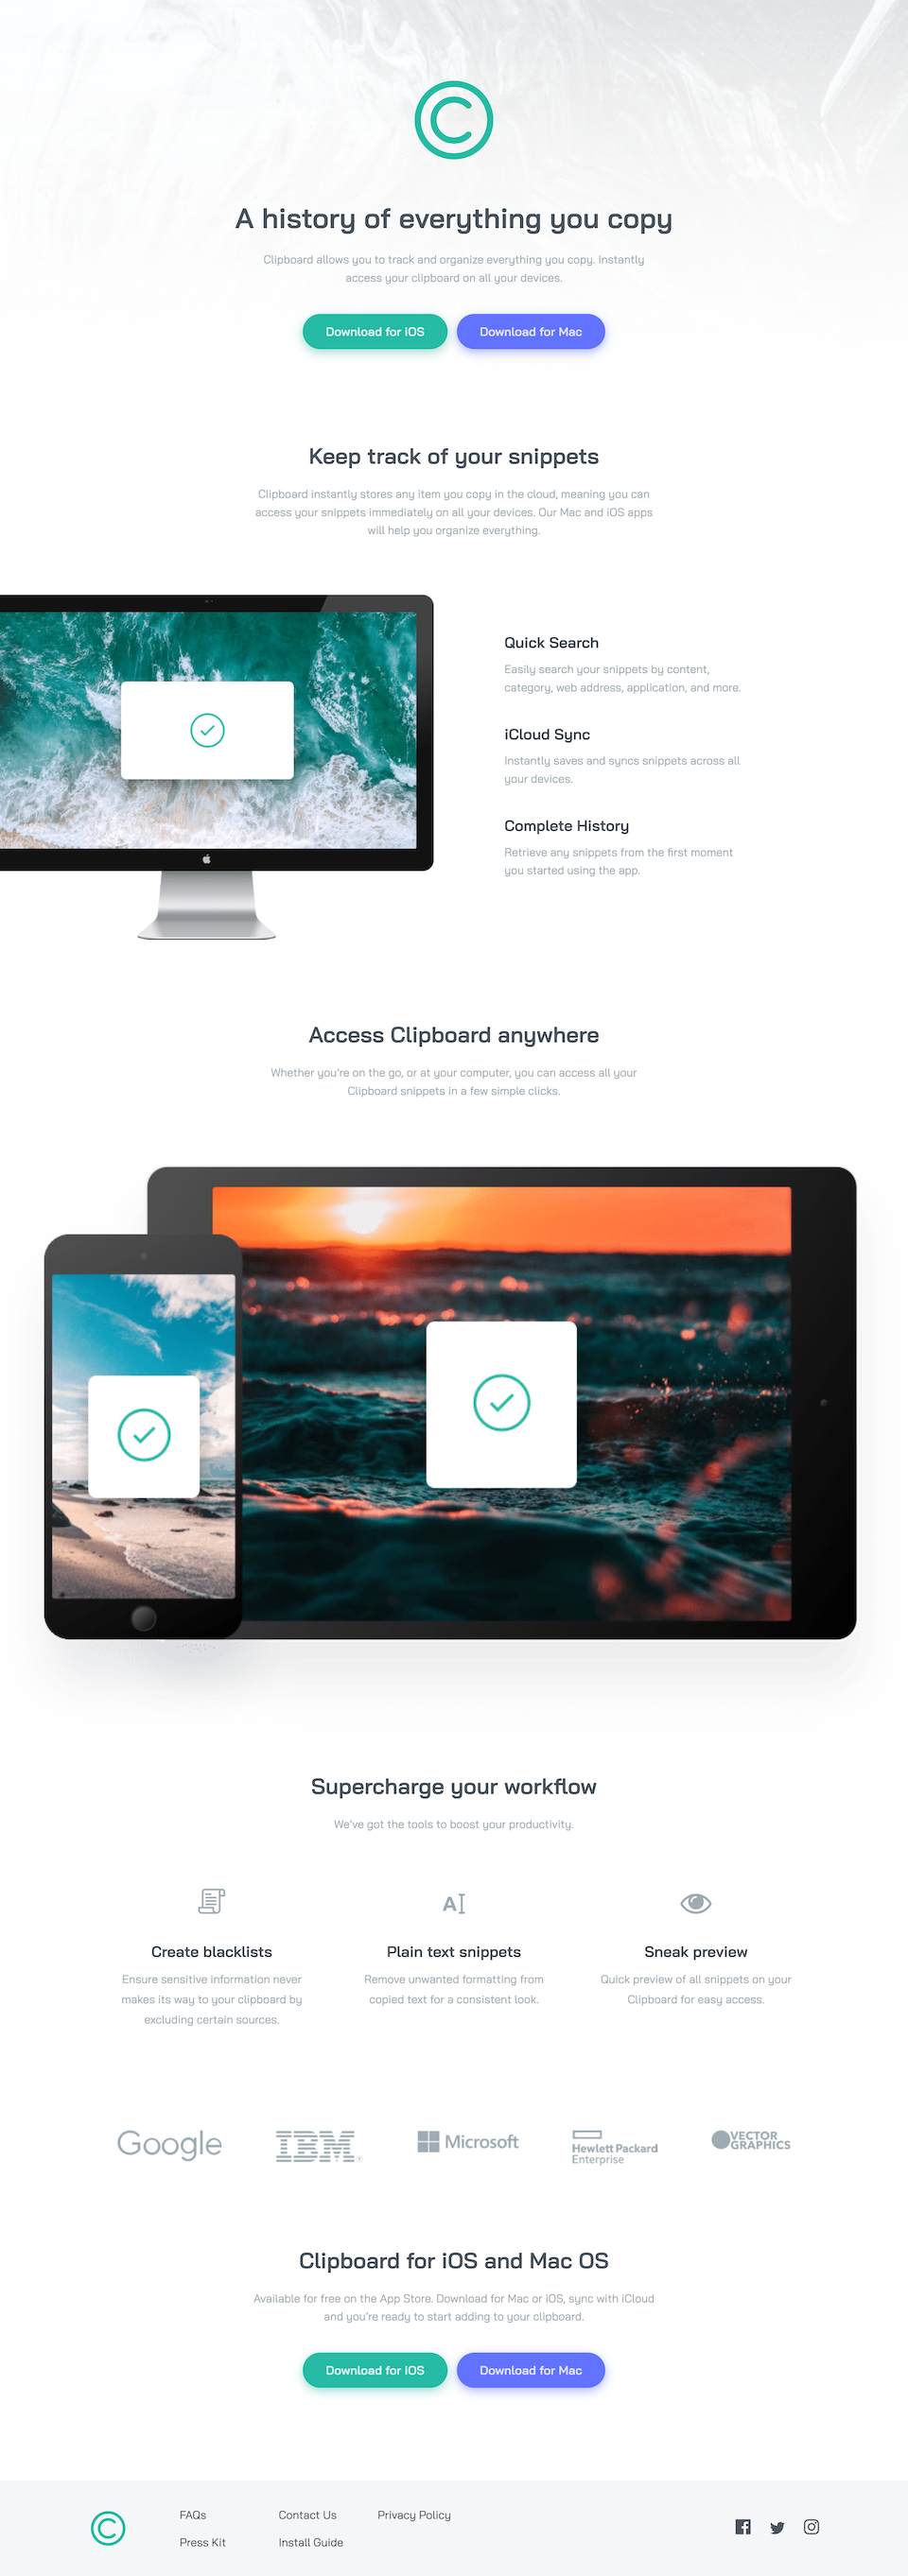 A history of everything you copy
Clipboard allows you to track and organize everything you copy. Instantly
access your clipboard on all your devices.
Download for iOS
Download for Mac
Keep track of your snippets
Clipboard instantly stores any item you copy in the cloud, meaning you can
access your snippets immediately on all your devices. Our Mac and iOS apps
will help you organize everything.
Quick Search
Easily search your snippets by content,
category, web address, application, and more.
iCloud Sync
Instantly saves and syncs snippets across all
your devices.
Complete History
Retrieve any snippets from the first moment
you started using the app.
Access Clipboard anywhere
Whether you're on the go, or at your computer, you can access all your
Clipboard snippets in a few simple clicks.
Supercharge your workflow
We've got the tools to boost your productivity.
Create blacklists
Ensure sensitive information never
makes its way to your clipboard by
excluding certain sources.
Plain text snippets
Remove unwanted formatting from
copied text for a consistent look.
Sneak preview
Quick preview of all snippets on your
Clipboard for easy access.
Google
IBM
Microsoft
Hewlett Packard
Enterprise
VECTOR
GRAPHICS
Clipboard for iOS and Mac OS
Available for free on the App Store. Download for Mac or iOS, sync with iCloud
and you're ready to start adding to your clipboard.
Download for iOS
Download for Mac
FAQs
Contact Us
Privacy Policy
Press Kit
Install Guide